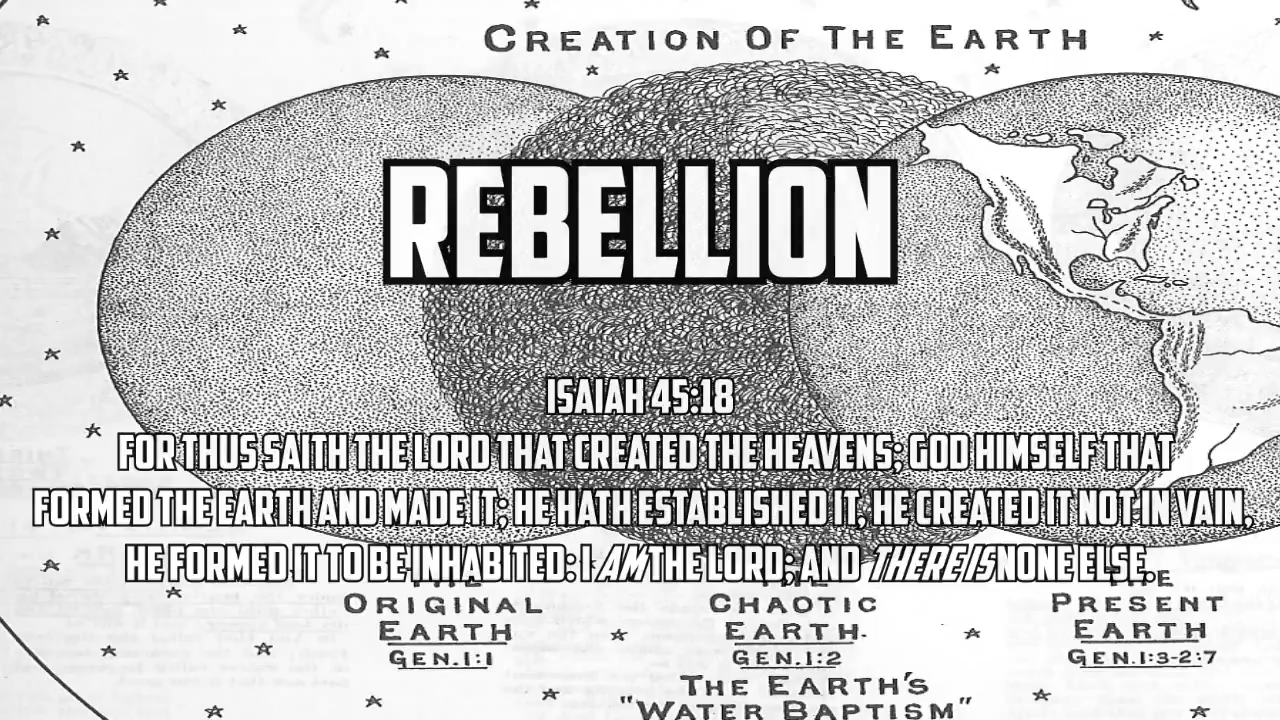 CREATION OF THE EARTH
REBELLION
ISAIAH 45:18
FOR THUS SAITH THE LORD THAT CREATED THE HEAVENS; GOD HIMSELF THAT
FORMED THE EARTH AND MADE IT; HE HATH ESTABLISHED IT, HE CREATED IT NOT IN VAIN,
HE FORMED IT TO BE INHABITED: I AM THE LORD; AND THERE IS NONE ELSE.
THE
ORIGINAL
EARTH
GEN.1:1
THE
CHAOTIC
EARTH.
GEN.1:2
THE
PRESENT
EARTH
GEN.1:3-2:7
THE EARTH'S
"WATER BAPTISM"